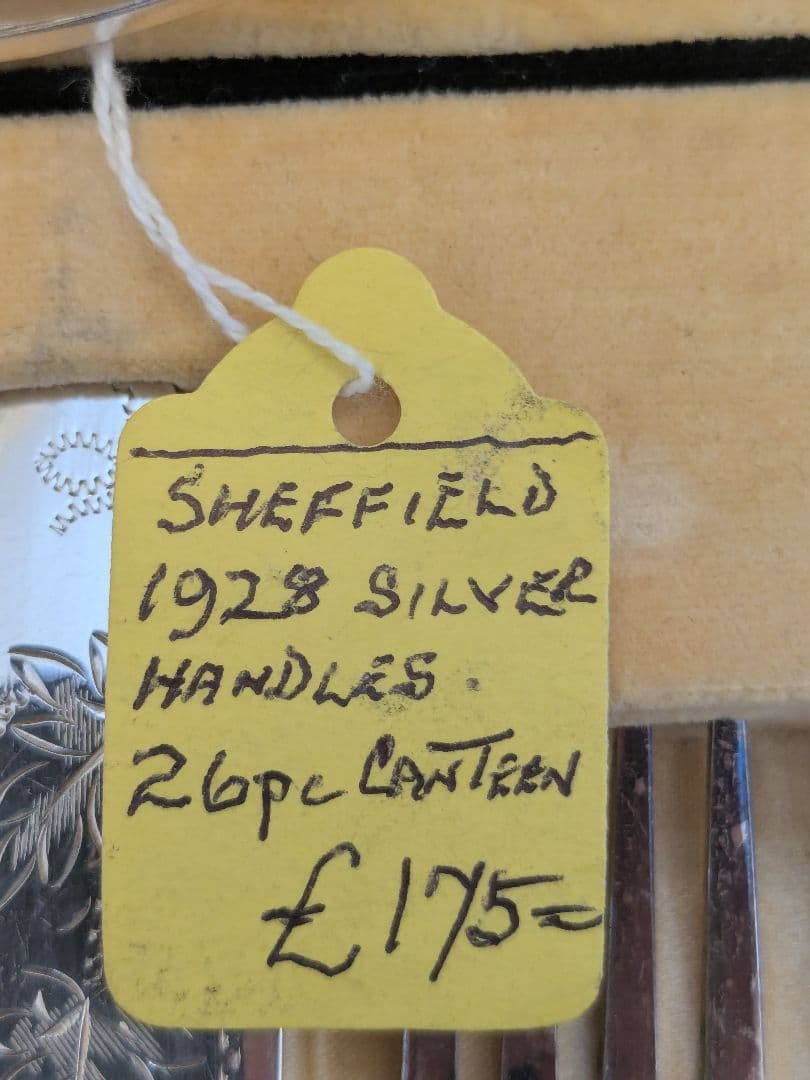 SHEFFIELD
1928 SILVER
HANDLES.
26pc CANTEEN
£175=